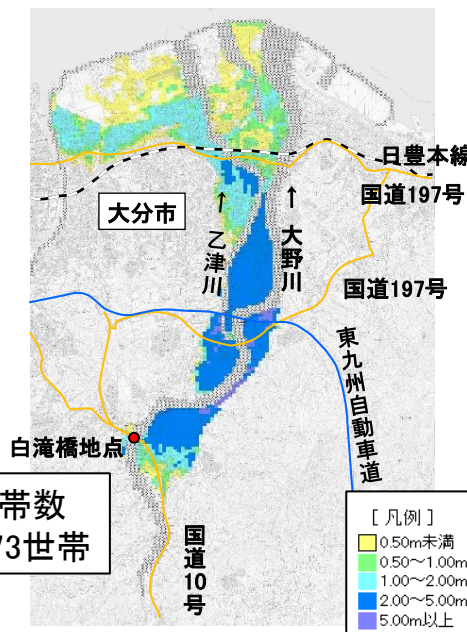 日豊本線
国道197号
大分市
↑
乙津川
↑
大野川
国道197号
東九州自動車道
白滝橋地点
帯数
73世帯
国道10号
[ 凡例 ]
0.50m未満
0.50～1.00m
1.00～2.00m
2.00～5.00m
5.00m以上